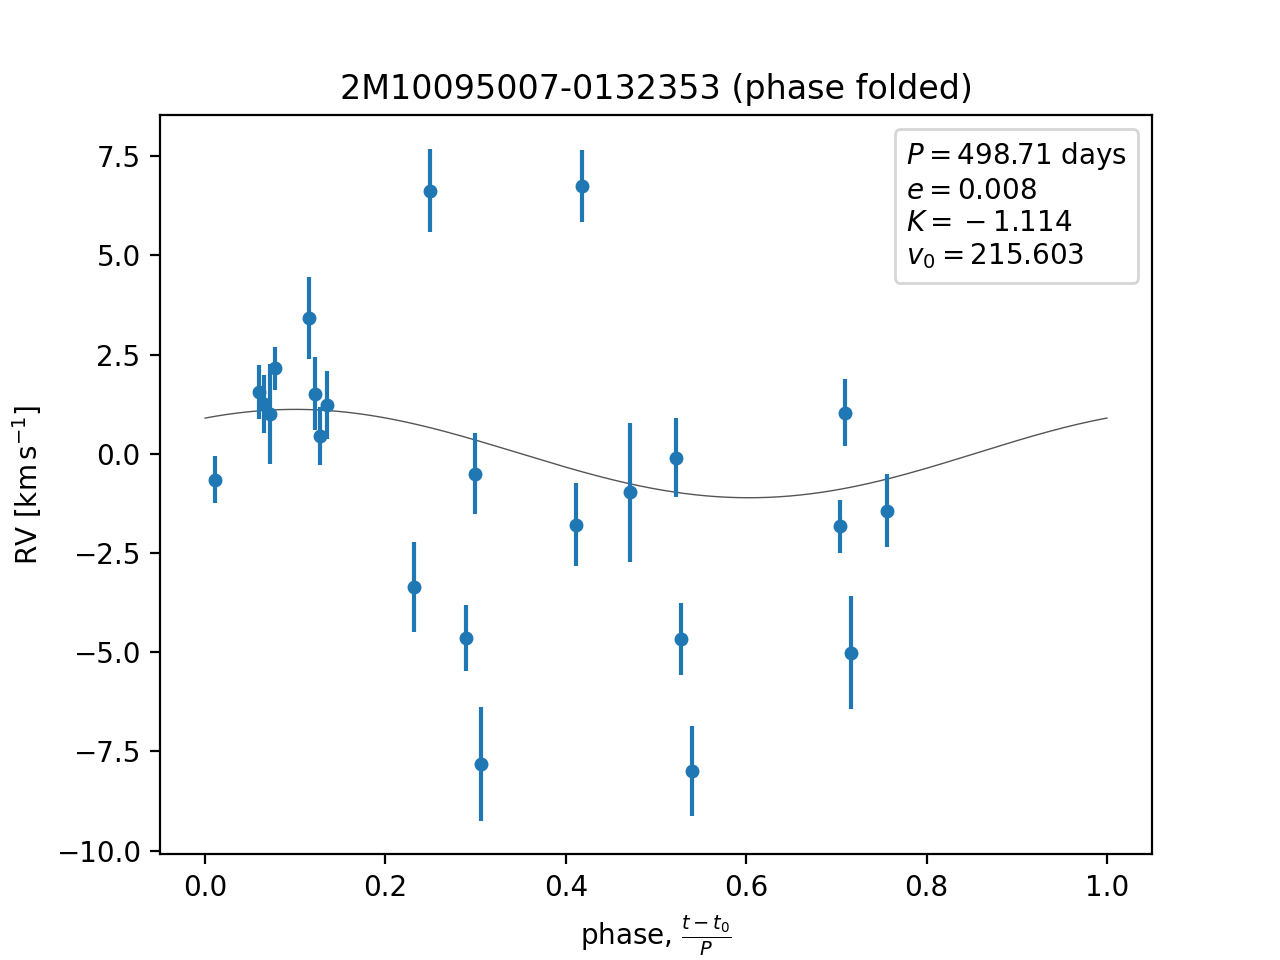 2M10095007-0132353 (phase folded)
P = 498.71 days
e = 0.008
K = −1.114
v₀ = 215.603
RV [km s⁻¹]
7.5
5.0
2.5
0.0
−2.5
−5.0
−7.5
−10.0
0.0 0.2 0.4 0.6 0.8 1.0
phase, (t − t₀)/P